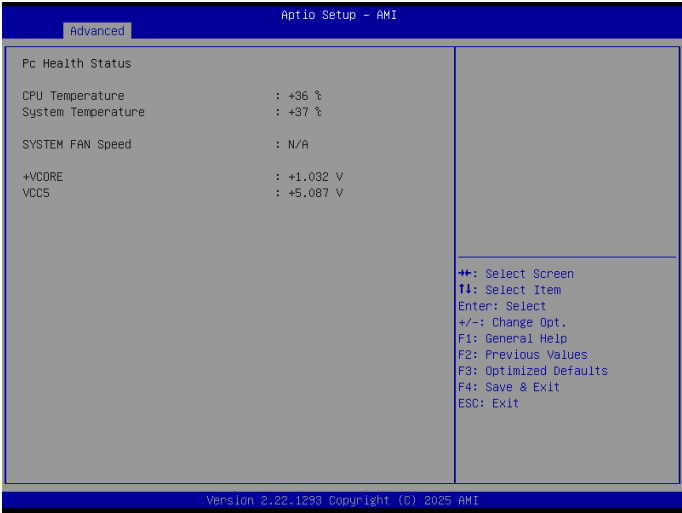 Aptio Setup – AMI
Advanced
Pc Health Status
CPU Temperature : +36 ℃
System Temperature : +37 ℃
SYSTEM FAN Speed : N/A
+VCORE : +1.032 V
VCC5 : +5.087 V
→←: Select Screen
↑↓: Select Item
Enter: Select
+/-: Change Opt.
F1: General Help
F2: Previous Values
F3: Optimized Defaults
F4: Save & Exit
ESC: Exit
Version 2.22.1293 Copyright (C) 2025 AMI